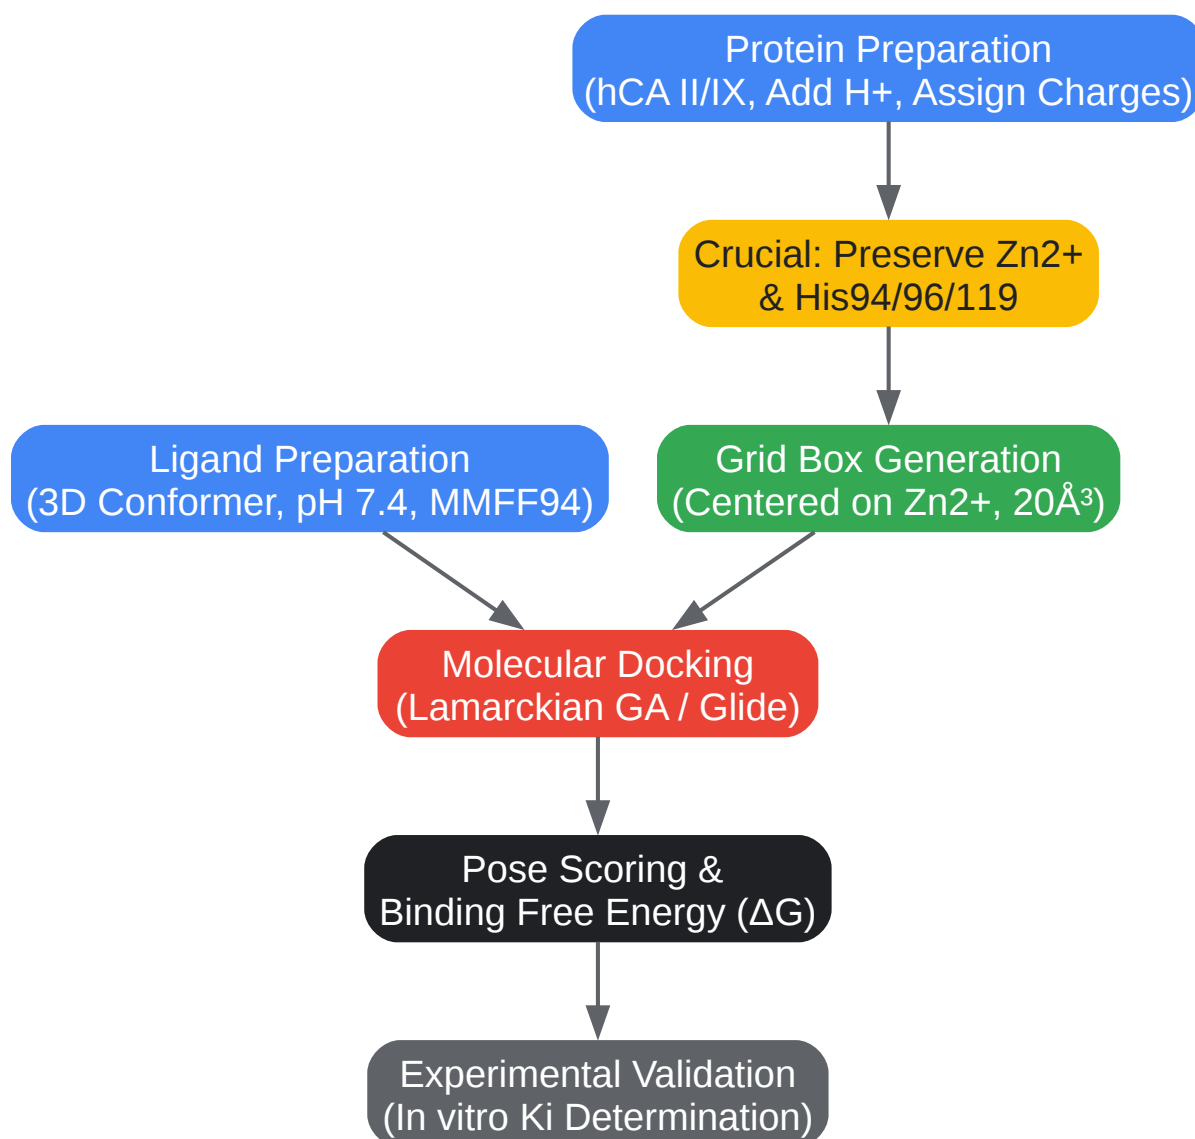 Protein Preparation
(hCA II/IX, Add H+, Assign Charges)
Crucial: Preserve Zn2+
& His94/96/119
Ligand Preparation
(3D Conformer, pH 7.4, MMFF94)
Grid Box Generation
(Centered on Zn2+, 20Å³)
Molecular Docking
(Lamarckian GA / Glide)
Pose Scoring &
Binding Free Energy (ΔG)
Experimental Validation
(In vitro Ki Determination)